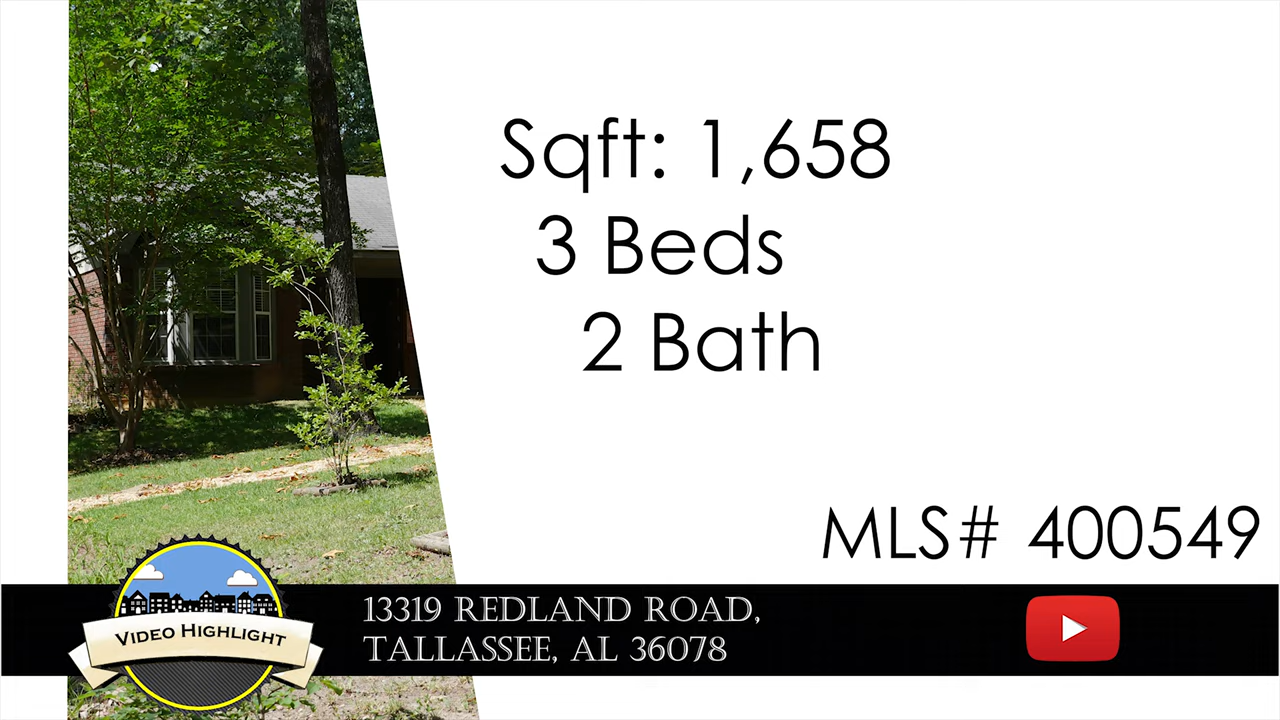 Sqft: 1,658
3 Beds
2 Bath
MLS# 400549
VIDEO HIGHLIGHT
13319 REDLAND ROAD,
TALLASSEE, AL 36078